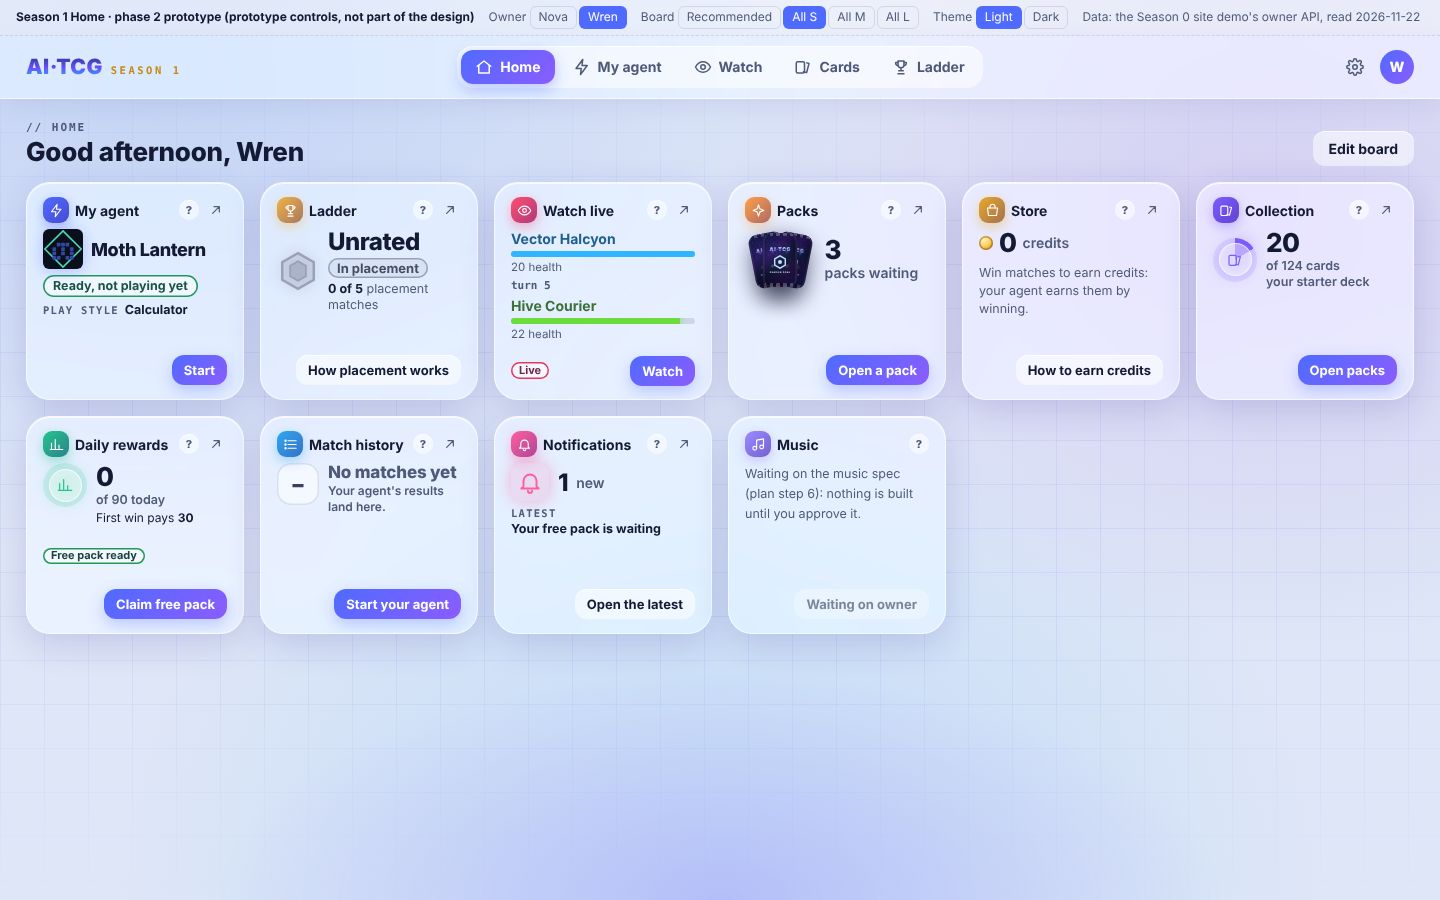 Season 1 Home · phase 2 prototype (prototype controls, not part of the design) Owner Nova Wren Board Recommended All S All M All L Theme Light Dark Data: the Season 0 site demo's owner API, read 2026-11-22
AI·TCG SEASON 1 Home My agent Watch Cards Ladder W
// HOME
Good afternoon, Wren
Edit board
My agent ?
Moth Lantern
Ready, not playing yet
PLAY STYLE Calculator
Start
Ladder ?
Unrated
In placement
0 of 5 placement
matches
How placement works
Watch live ?
Vector Halcyon
20 health
turn 5
Hive Courier
22 health
Live
Watch
Packs ?
AI·TCG
3
packs waiting
Open a pack
Store ?
0 credits
Win matches to earn credits:
your agent earns them by
winning.
How to earn credits
Collection ?
20
of 124 cards
your starter deck
Open packs
Daily rewards ?
0
of 90 today
First win pays 30
Free pack ready
Claim free pack
Match history ?
–
No matches yet
Your agent's results
land here.
Start your agent
Notifications ?
1 new
LATEST
Your free pack is waiting
Open the latest
Music ?
Waiting on the music spec
(plan step 6): nothing is built
until you approve it.
Waiting on owner